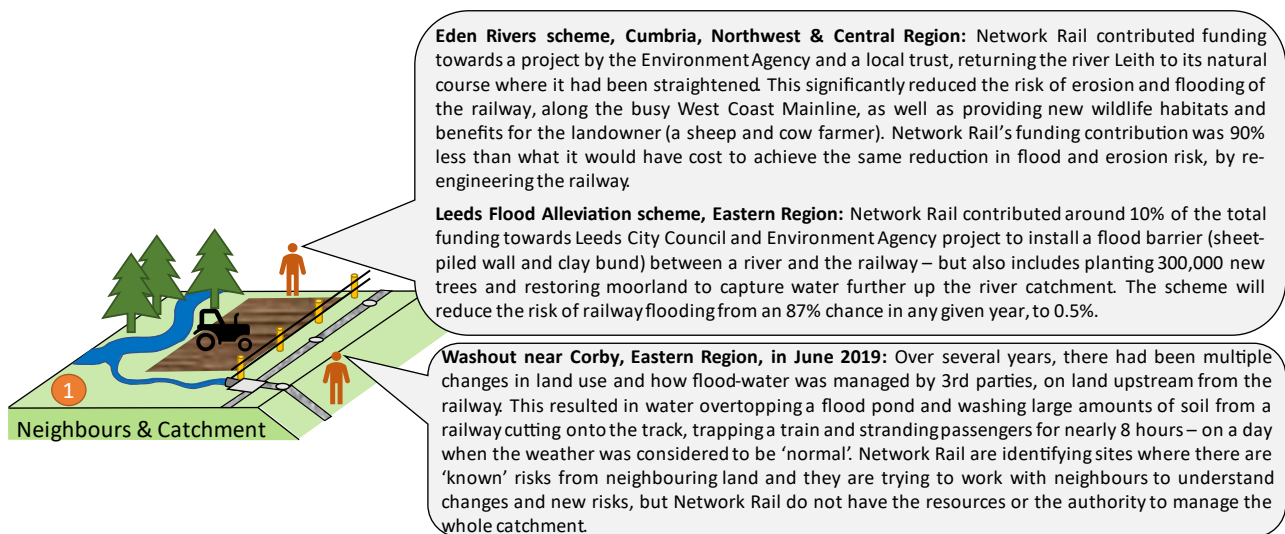 Eden Rivers scheme, Cumbria, Northwest & Central Region: Network Rail contributed funding
towards a project by the Environment Agency and a local trust, returning the river Leith to its natural
course where it had been straightened. This significantly reduced the risk of erosion and flooding of
the railway, along the busy West Coast Mainline, as well as providing new wildlife habitats and
benefits for the landowner (a sheep and cow farmer). Network Rail's funding contribution was 90%
less than what it would have cost to achieve the same reduction in flood and erosion risk, by re-
engineering the railway.
Leeds Flood Alleviation scheme, Eastern Region: Network Rail contributed around 10% of the total
funding towards Leeds City Council and Environment Agency project to install a flood barrier (sheet-
piled wall and clay bund) between a river and the railway – but also includes planting 300,000 new
trees and restoring moorland to capture water further up the river catchment. The scheme will
reduce the risk of railway flooding from an 87% chance in any given year, to 0.5%.
Washout near Corby, Eastern Region, in June 2019: Over several years, there had been multiple
changes in land use and how flood-water was managed by 3rd parties, on land upstream from the
railway. This resulted in water overtopping a flood pond and washing large amounts of soil from a
railway cutting onto the track, trapping a train and stranding passengers for nearly 8 hours – on a day
when the weather was considered to be 'normal'. Network Rail are identifying sites where there are
'known' risks from neighbouring land and they are trying to work with neighbours to understand
changes and new risks, but Network Rail do not have the resources or the authority to manage the
whole catchment.
1
Neighbours & Catchment